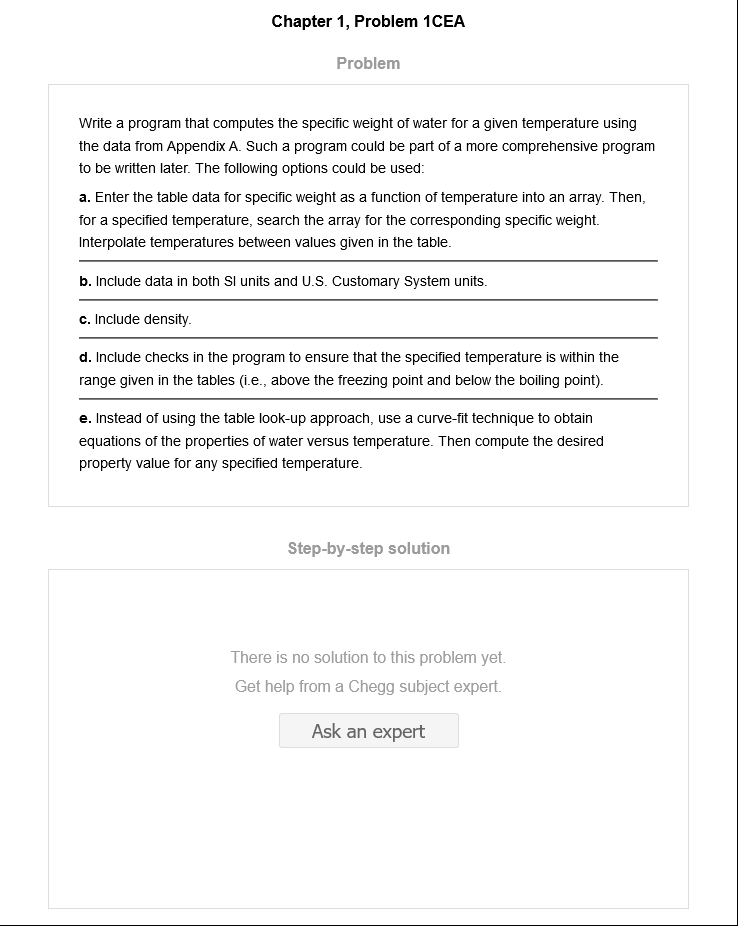 Chapter 1, Problem 1CEA
Problem
Write a program that computes the specific weight of water for a given temperature using
the data from Appendix A. Such a program could be part of a more comprehensive program
to be written later. The following options could be used:
a. Enter the table data for specific weight as a function of temperature into an array. Then,
for a specified temperature, search the array for the corresponding specific weight.
Interpolate temperatures between values given in the table.
b. Include data in both SI units and U.S. Customary System units.
c. Include density.
d. Include checks in the program to ensure that the specified temperature is within the
range given in the tables (i.e., above the freezing point and below the boiling point).
e. Instead of using the table look-up approach, use a curve-fit technique to obtain
equations of the properties of water versus temperature. Then compute the desired
property value for any specified temperature.
Step-by-step solution
There is no solution to this problem yet.
Get help from a Chegg subject expert.
Ask an expert